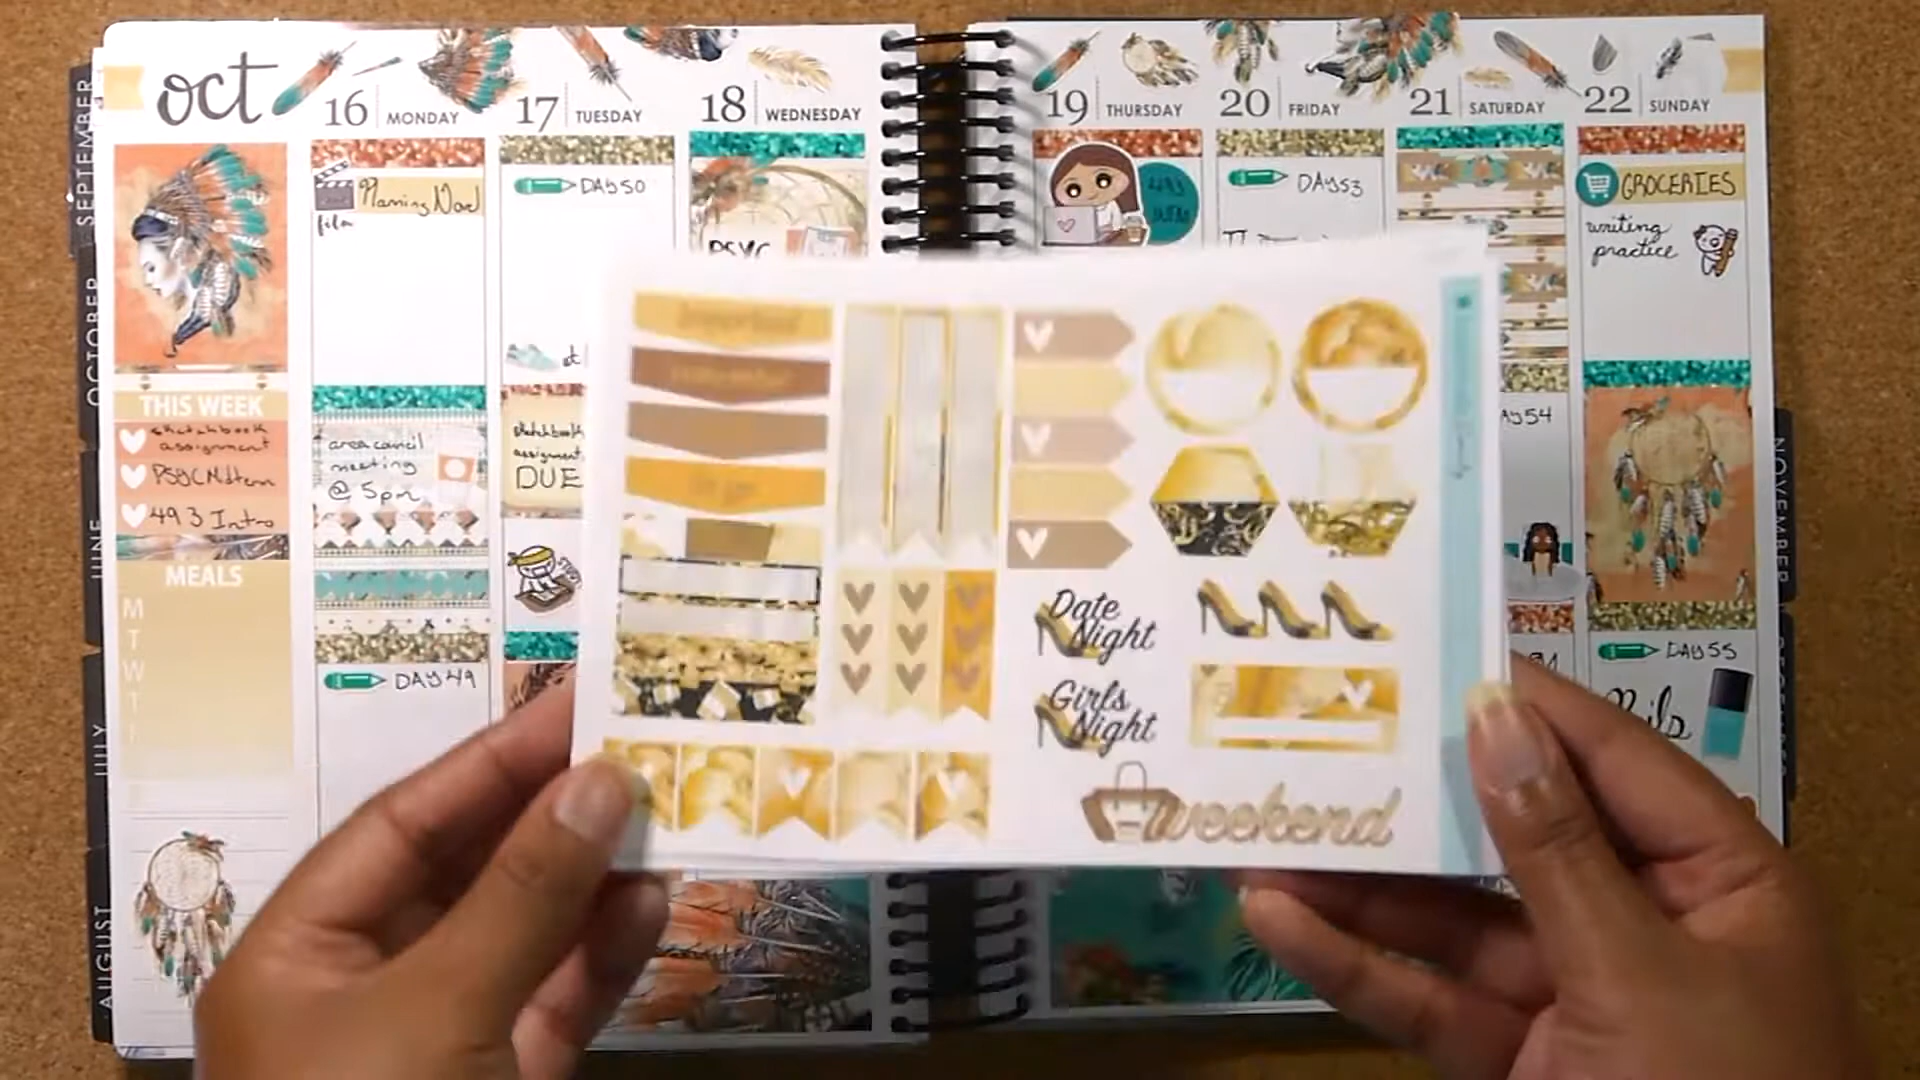 SEPTEMBER
OCTOBER
JUNE
JULY
AUGUST
NOVEMBER
oct
16 MONDAY
17 TUESDAY
18 WEDNESDAY
19 THURSDAY
20 FRIDAY
21 SATURDAY
22 SUNDAY
THIS WEEK
sketchbook
assignment
PSYC Midterm
493 Intro
MEALS
M
T
W
T
F
film
area council
meeting
@ 5pm
DAY 49
DAY 50
sketchbook
assignment
DUE
PSYC
DAY 53
DAY 54
GROCERIES
writing
practice
DAY 55
Date
Night
Girls
Night
weekend